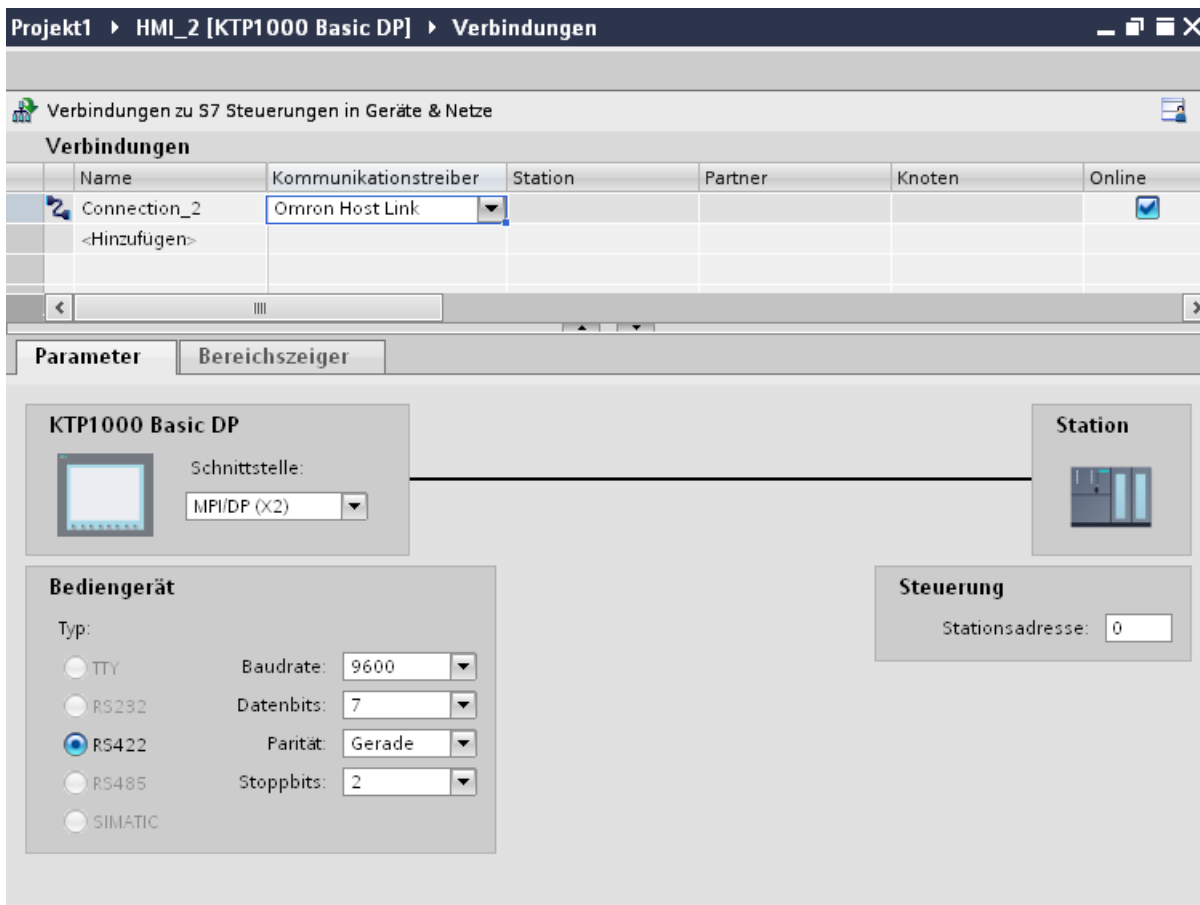 Projekt1 ▸ HMI_2 [KTP1000 Basic DP] ▸ Verbindungen
Verbindungen zu S7 Steuerungen in Geräte & Netze
Verbindungen
Name Kommunikationstreiber Station Partner Knoten Online
Connection_2 Omron Host Link
<Hinzufügen>
Parameter Bereichszeiger
KTP1000 Basic DP
Schnittstelle:
MPI/DP (X2)
Station
Bediengerät
Typ:
TTY Baudrate: 9600
RS232 Datenbits: 7
RS422 Parität: Gerade
RS485 Stoppbits: 2
SIMATIC
Steuerung
Stationsadresse: 0